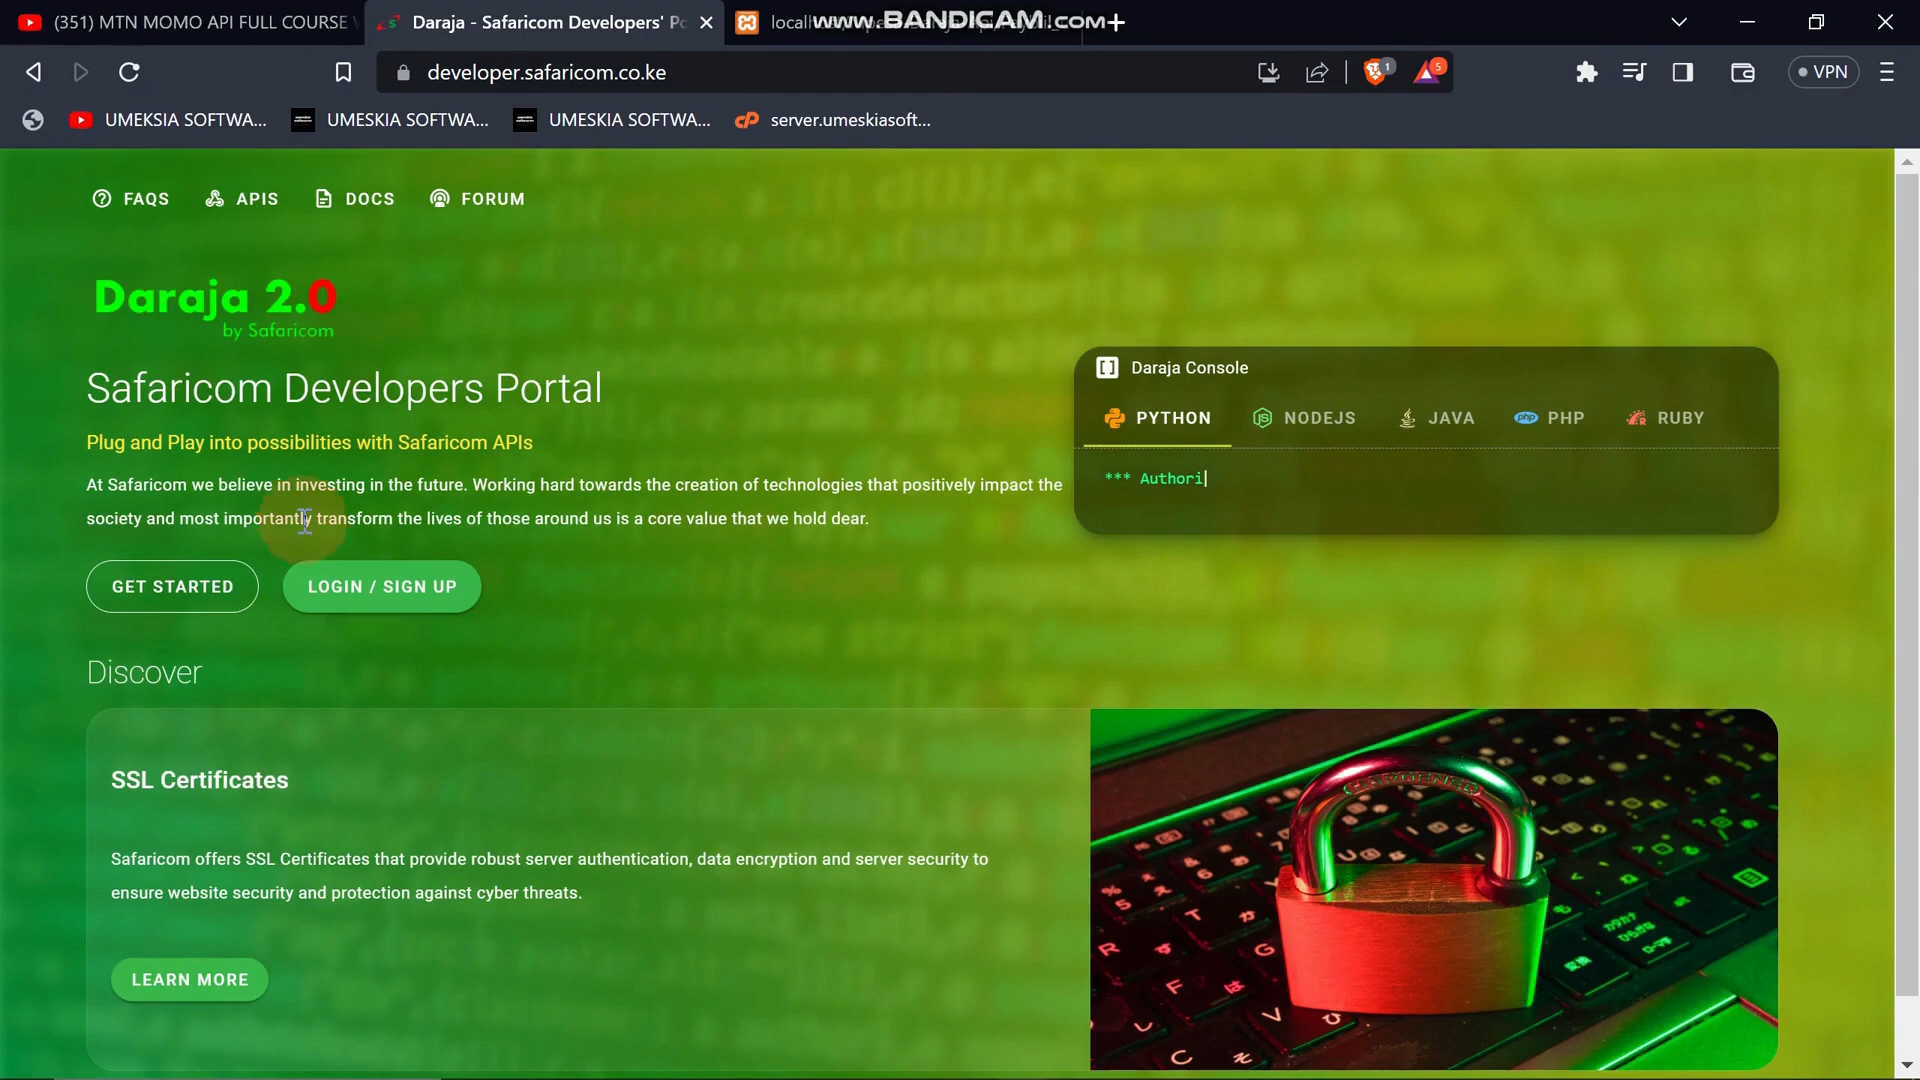 (351) MTN MOMO API FULL COURSE
Daraja - Safaricom Developers' Po
www.BANDICAM.com
developer.safaricom.co.ke
1
5
VPN
UMEKSIA SOFTWA...
UMESKIA SOFTWA...
UMESKIA SOFTWA...
server.umeskiasoft...
FAQS
APIS
DOCS
FORUM
Daraja 2.0
by Safaricom
Safaricom Developers Portal
Plug and Play into possibilities with Safaricom APIs
At Safaricom we believe in investing in the future. Working hard towards the creation of technologies that positively impact the
society and most importantly transform the lives of those around us is a core value that we hold dear.
GET STARTED
LOGIN / SIGN UP
Daraja Console
PYTHON
NODEJS
JAVA
php PHP
RUBY
*** Authori
Discover
SSL Certificates
Safaricom offers SSL Certificates that provide robust server authentication, data encryption and server security to
ensure website security and protection against cyber threats.
LEARN MORE